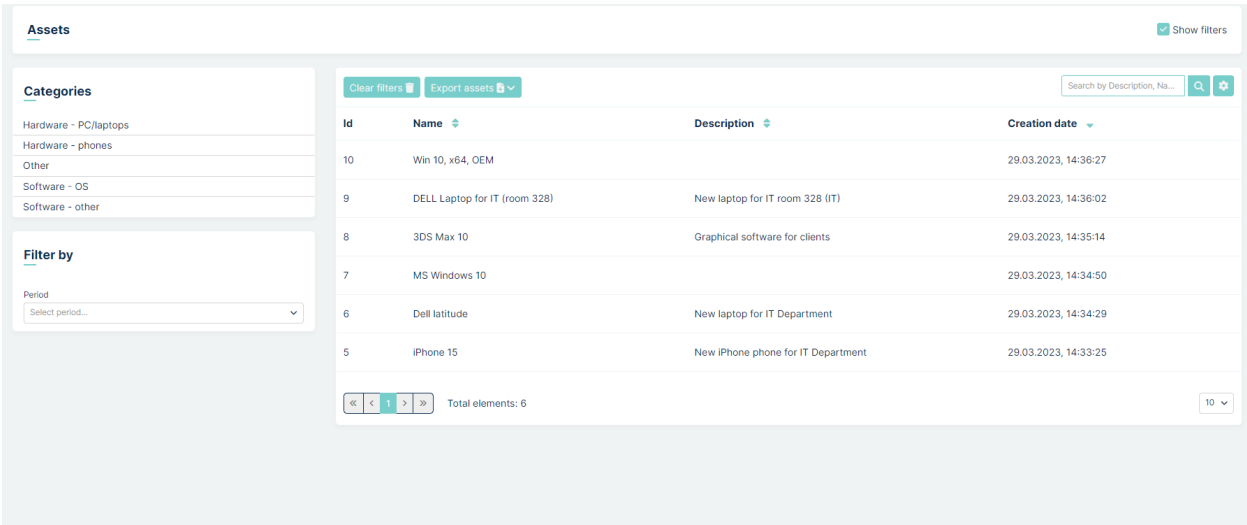 Assets
Show filters
Categories
Hardware - PC/laptops
Hardware - phones
Other
Software - OS
Software - other
Filter by
Period
Select period...
Clear filters Export assets Search by Description, Na...
Id Name Description Creation date
10 Win 10, x64, OEM 29.03.2023, 14:36:27
9 DELL Laptop for IT (room 328) New laptop for IT room 328 (IT) 29.03.2023, 14:36:02
8 3DS Max 10 Graphical software for clients 29.03.2023, 14:35:14
7 MS Windows 10 29.03.2023, 14:34:50
6 Dell latitude New laptop for IT Department 29.03.2023, 14:34:29
5 iPhone 15 New iPhone phone for IT Department 29.03.2023, 14:33:25
« < 1 > » Total elements: 6 10